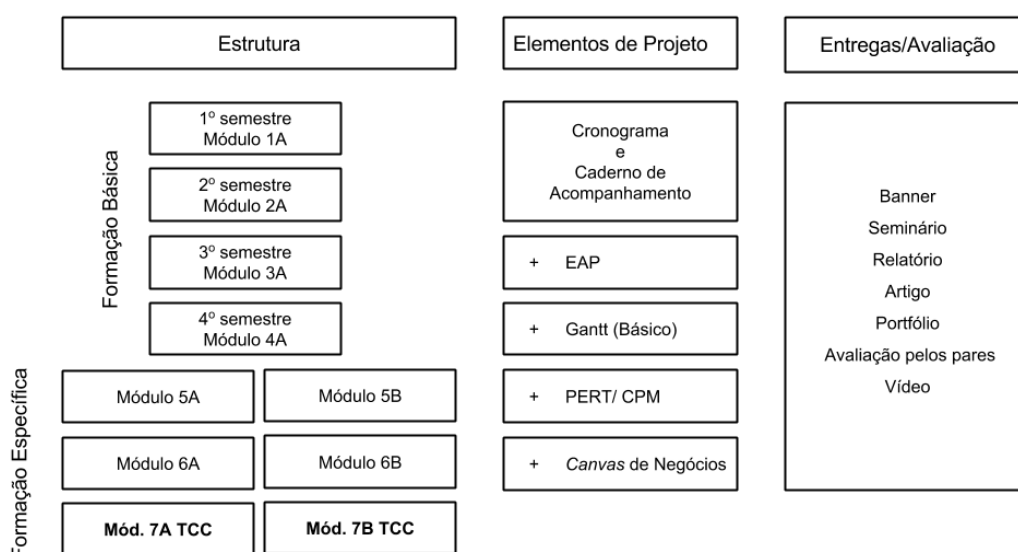 Estrutura
Elementos de Projeto
Entregas/Avaliação
Formação Básica
1º semestre
Módulo 1A
2º semestre
Módulo 2A
3º semestre
Módulo 3A
4º semestre
Módulo 4A
Formação Específica
Módulo 5A
Módulo 5B
Módulo 6A
Módulo 6B
Mód. 7A TCC
Mód. 7B TCC
Cronograma
e
Caderno de
Acompanhamento
+ EAP
+ Gantt (Básico)
+ PERT/ CPM
+ Canvas de Negócios
Banner
Seminário
Relatório
Artigo
Portfólio
Avaliação pelos pares
Vídeo